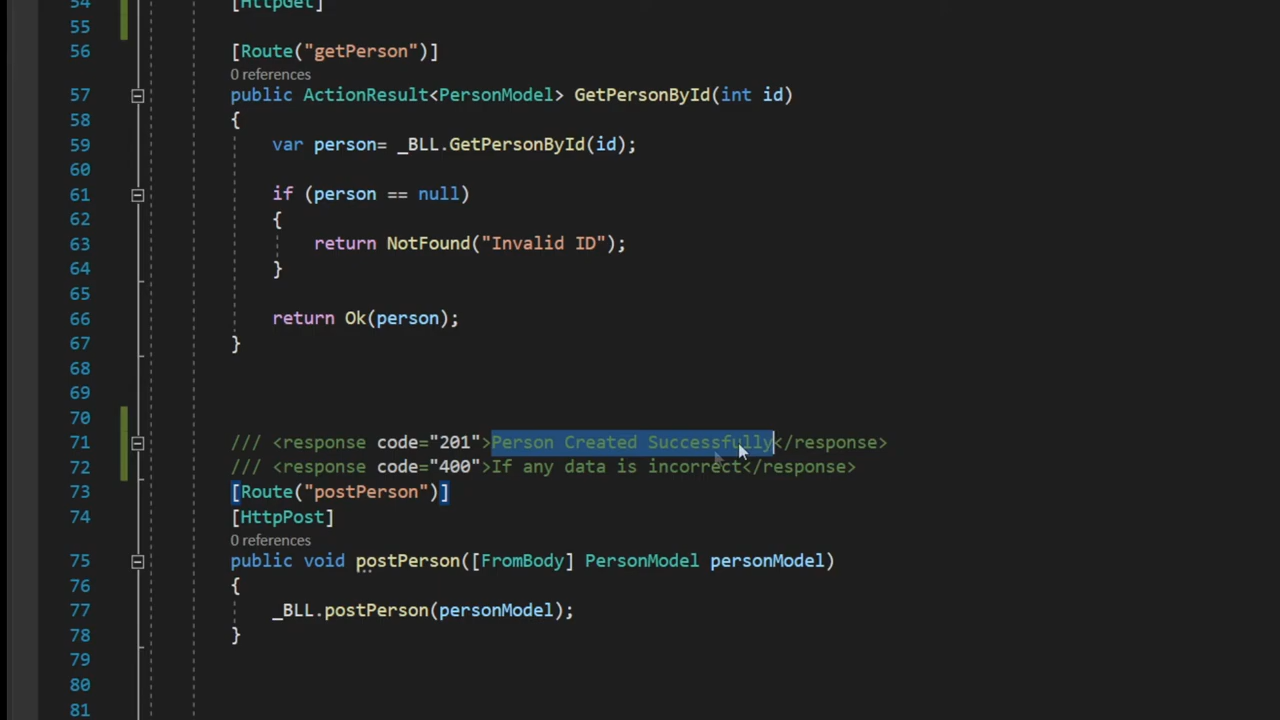 54 [HttpGet]
55
56 [Route("getPerson")]
0 references
57 public ActionResult<PersonModel> GetPersonById(int id)
58 {
59 var person= _BLL.GetPersonById(id);
60
61 if (person == null)
62 {
63 return NotFound("Invalid ID");
64 }
65
66 return Ok(person);
67 }
68
69
70
71 /// <response code="201">Person Created Successfully</response>
72 /// <response code="400">If any data is incorrect</response>
73 [Route("postPerson")]
74 [HttpPost]
0 references
75 public void postPerson([FromBody] PersonModel personModel)
76 {
77 _BLL.postPerson(personModel);
78 }
79
80
81